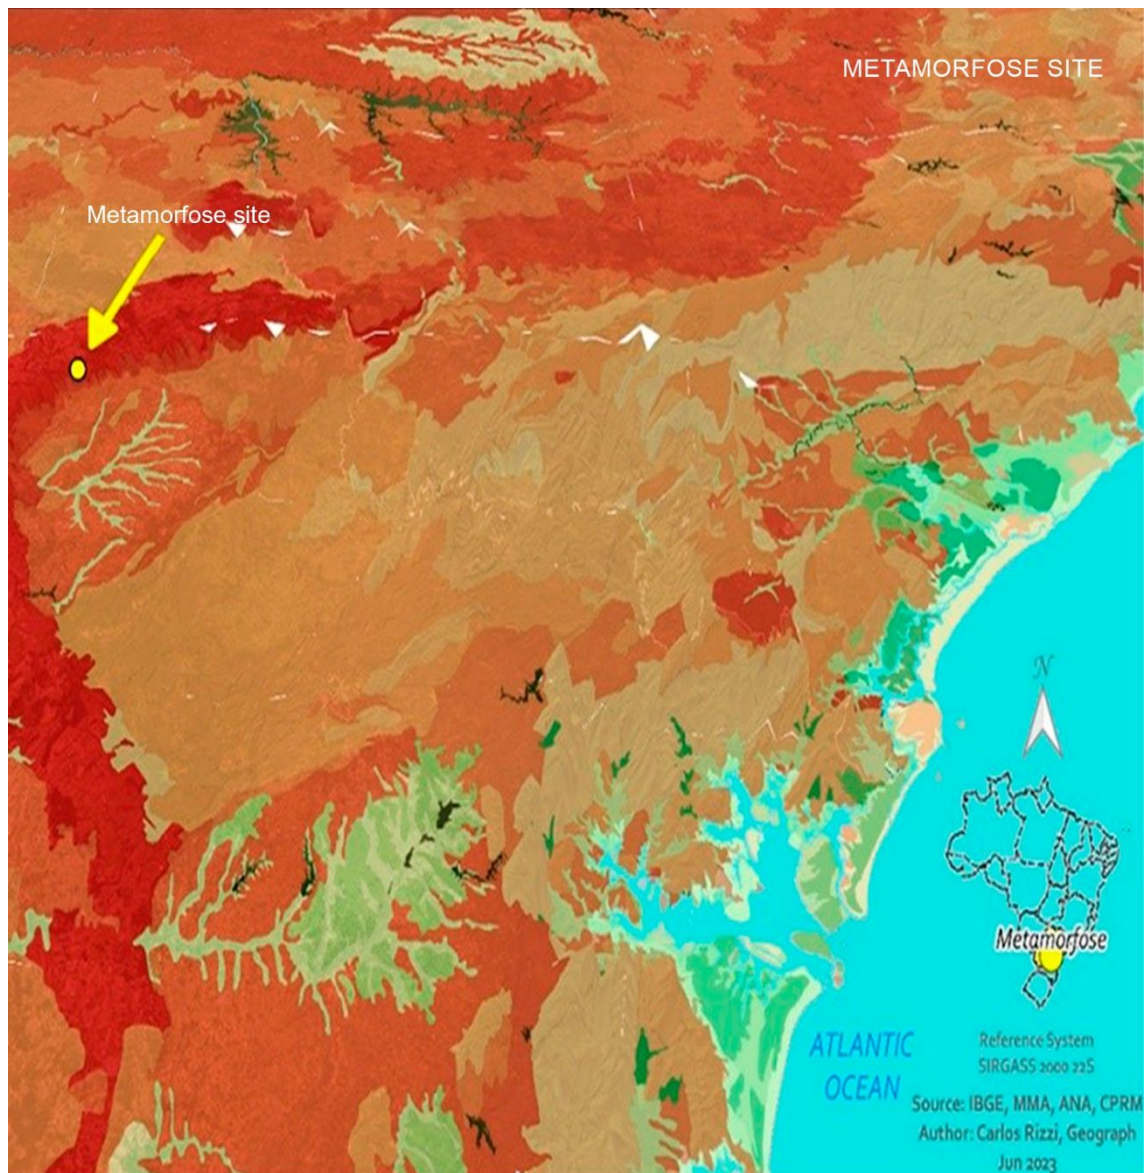 METAMORFOSE SITE
Metamorfose site
N
Metamorfose
ATLANTIC
OCEAN
Reference System
SIRGASS 2000 22S
Source: IBGE, MMA, ANA, CPRM
Author: Carlos Rizzi, Geograph
Jun 2023